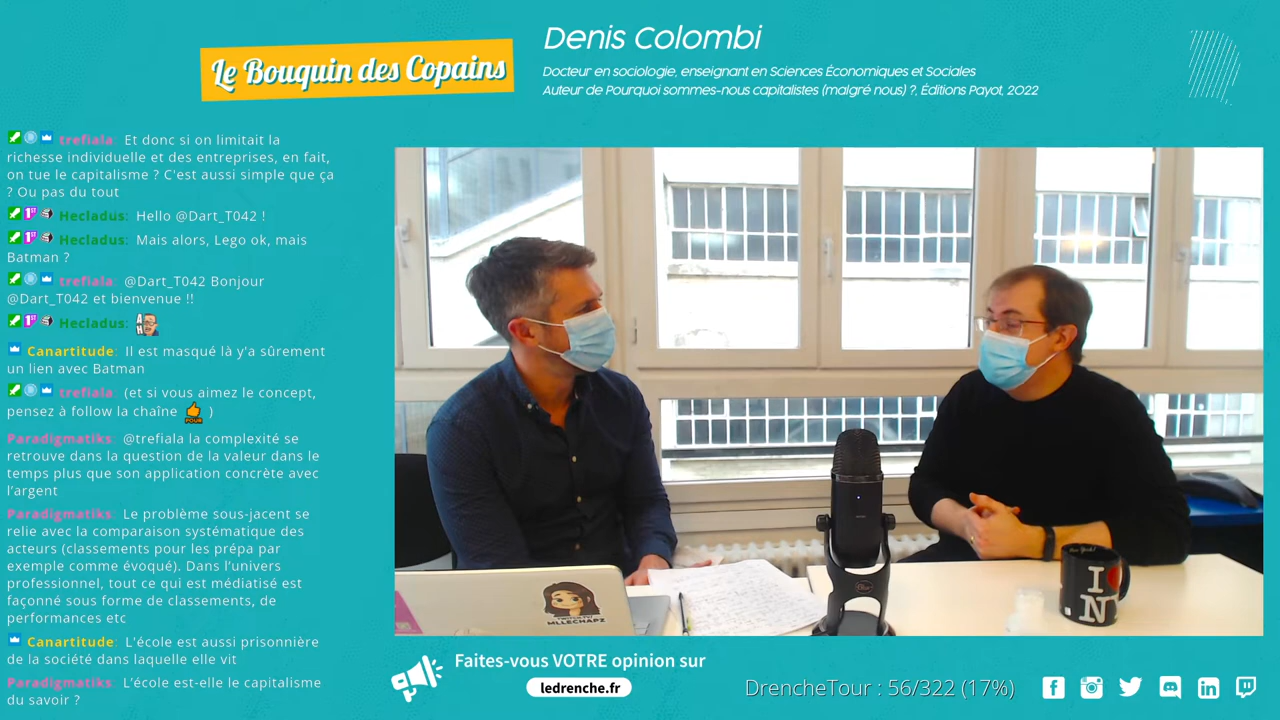 Le Bouquin des Copains
Denis Colombi
Docteur en sociologie, enseignant en Sciences Économiques et Sociales
Auteur de Pourquoi sommes-nous capitalistes (malgré nous) ?, Éditions Payot, 2022
trefiala: Et donc si on limitait la
richesse individuelle et des entreprises, en fait,
on tue le capitalisme ? C'est aussi simple que ça
? Ou pas du tout
Hecladus: Hello @Dart_T042 !
Hecladus: Mais alors, Lego ok, mais
Batman ?
trefiala: @Dart_T042 Bonjour
@Dart_T042 et bienvenue !!
Hecladus:
Canartitude: Il est masqué là y'a sûrement
un lien avec Batman
trefiala: (et si vous aimez le concept,
pensez à follow la chaîne POUR )
Paradigmatiks: @trefiala la complexité se
retrouve dans la question de la valeur dans le
temps plus que son application concrète avec
l'argent
Paradigmatiks: Le problème sous-jacent se
relie avec la comparaison systématique des
acteurs (classements pour les prépa par
exemple comme évoqué). Dans l'univers
professionnel, tout ce qui est médiatisé est
façonné sous forme de classements, de
performances etc
Canartitude: L'école est aussi prisonnière
de la société dans laquelle elle vit
Paradigmatiks: L'école est-elle le capitalisme
du savoir ?
MLLECHAPZ
blue
I
NY
Faites-vous VOTRE opinion sur
ledrenche.fr
DrencheTour : 56/322 (17%)